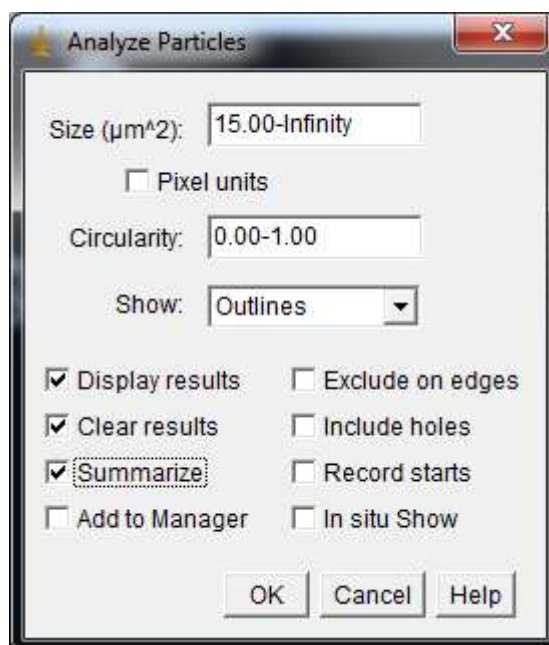 Analyze Particles
Size (µm^2): 15.00-Infinity
Pixel units
Circularity: 0.00-1.00
Show: Outlines
Display results Exclude on edges
Clear results Include holes
Summarize Record starts
Add to Manager In situ Show
OK Cancel Help